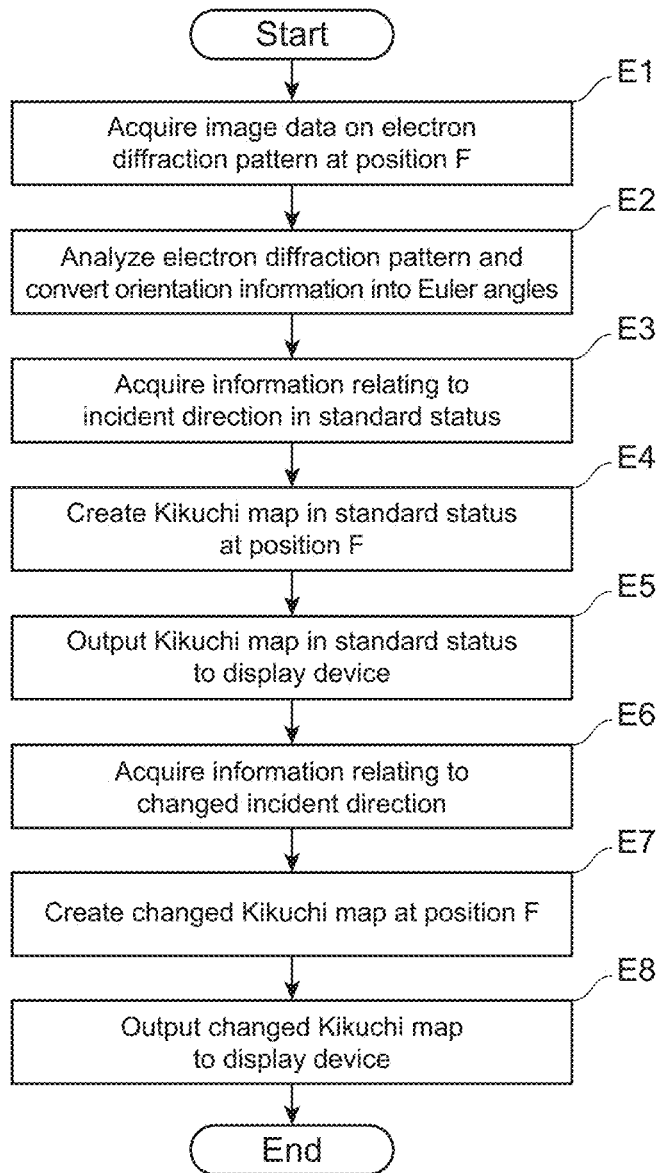 Start
E1
Acquire image data on electron
diffraction pattern at position F
E2
Analyze electron diffraction pattern and
convert orientation information into Euler angles
E3
Acquire information relating to
incident direction in standard status
E4
Create Kikuchi map in standard status
at position F
E5
Output Kikuchi map in standard status
to display device
E6
Acquire information relating to
changed incident direction
E7
Create changed Kikuchi map at position F
E8
Output changed Kikuchi map
to display device
End